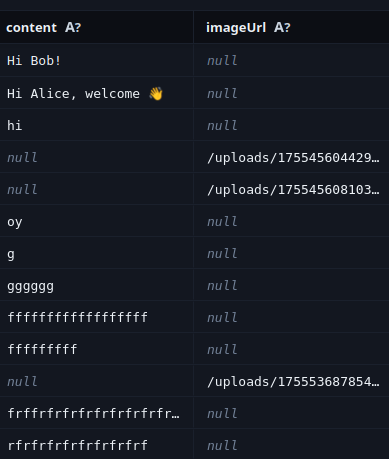 content A? imageUrl A?
Hi Bob! null
Hi Alice, welcome 👋 null
hi null
null /uploads/175545604429…
null /uploads/175545608103…
oy null
g null
gggggg null
ffffffffffffffffff null
fffffffff null
null /uploads/175553687854…
frffrfrfrfrfrfrfrfrfr… null
rfrfrfrfrfrfrfrfrf null